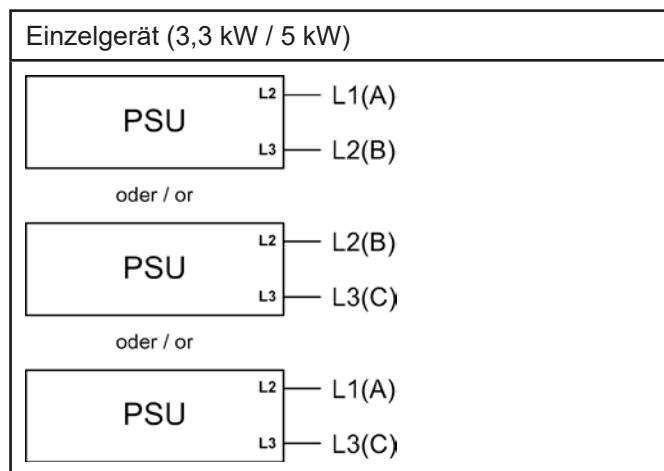 Einzelgerät (3,3 kW / 5 kW)
L2 L1(A)
PSU
L3 L2(B)
oder / or
L2 L2(B)
PSU
L3 L3(C)
oder / or
L2 L1(A)
PSU
L3 L3(C)